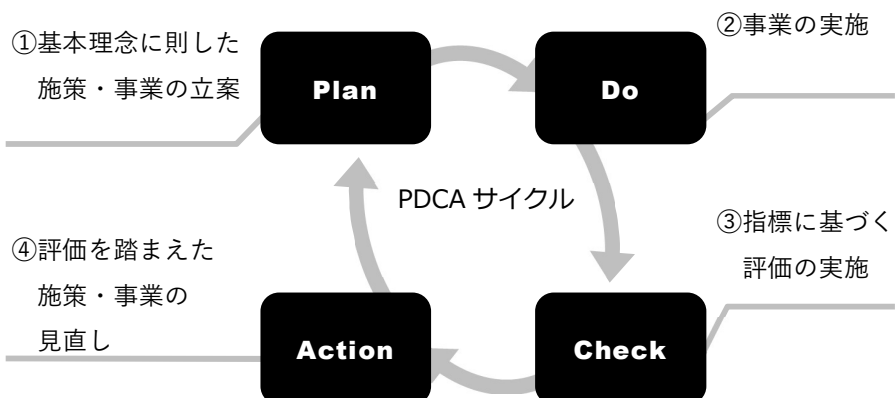 ①基本理念に則した
施策・事業の立案
Plan
Do
②事業の実施
PDCA サイクル
③指標に基づく
評価の実施
④評価を踏まえた
施策・事業の
見直し
Action
Check